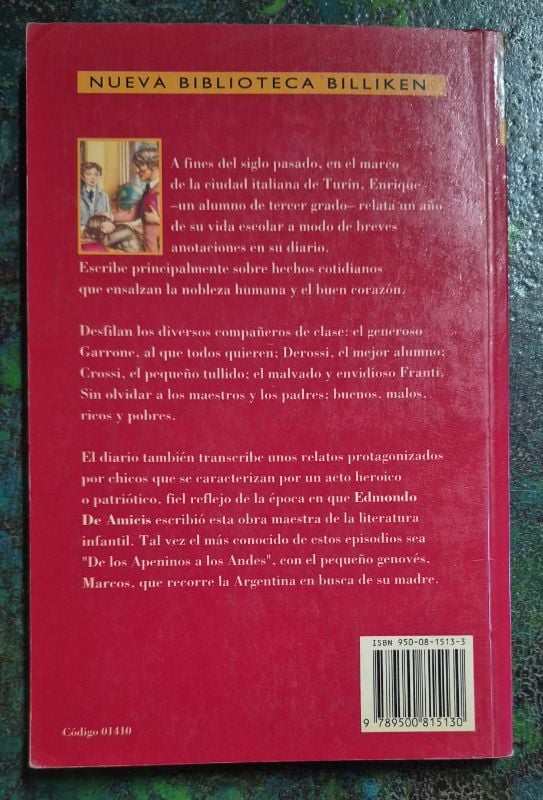 NUEVA BIBLIOTECA BILLIKEN
A fines del siglo pasado, en el marco
de la ciudad italiana de Turín, Enrique
–un alumno de tercer grado– relata un año
de su vida escolar a modo de breves
anotaciones en su diario.
Escribe principalmente sobre hechos cotidianos
que ensalzan la nobleza humana y el buen corazón.
Desfilan los diversos compañeros de clase: el generoso
Garrone, al que todos quieren; Derossi, el mejor alumno;
Crossi, el pequeño tullido; el malvado y envidioso Franti.
Sin olvidar a los maestros y los padres; buenos, malos,
ricos y pobres.
El diario también transcribe unos relatos protagonizados
por chicos que se caracterizan por un acto heroico
o patriótico, fiel reflejo de la época en que Edmondo
De Amicis escribió esta obra maestra de la literatura
infantil. Tal vez el más conocido de estos episodios sea
"De los Apeninos a los Andes", con el pequeño genovés,
Marcos, que recorre la Argentina en busca de su madre.
ISBN 950-08-1513-3
9 789500 815130
Código 01410